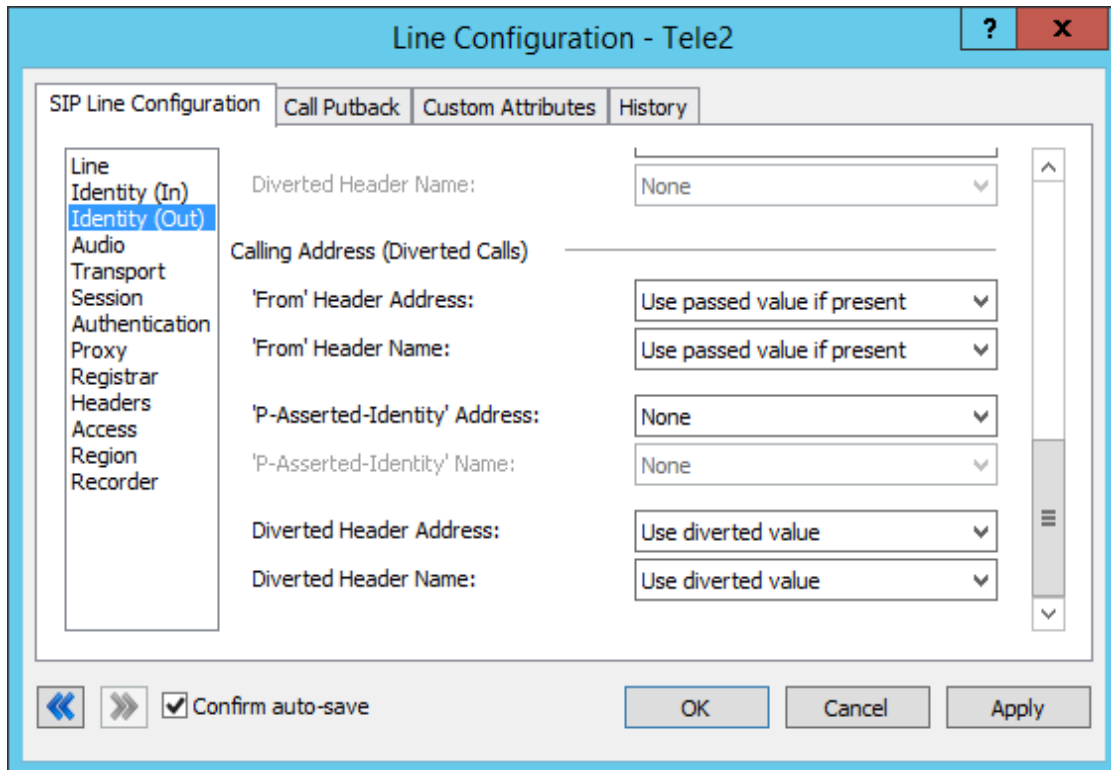 Line Configuration - Tele2
? x
SIP Line Configuration Call Putback Custom Attributes History
Line
Identity (In)
Identity (Out)
Audio
Transport
Session
Authentication
Proxy
Registrar
Headers
Access
Region
Recorder
Diverted Header Name: None
Calling Address (Diverted Calls)
'From' Header Address: Use passed value if present
'From' Header Name: Use passed value if present
'P-Asserted-Identity' Address: None
'P-Asserted-Identity' Name: None
Diverted Header Address: Use diverted value
Diverted Header Name: Use diverted value
Confirm auto-save OK Cancel Apply